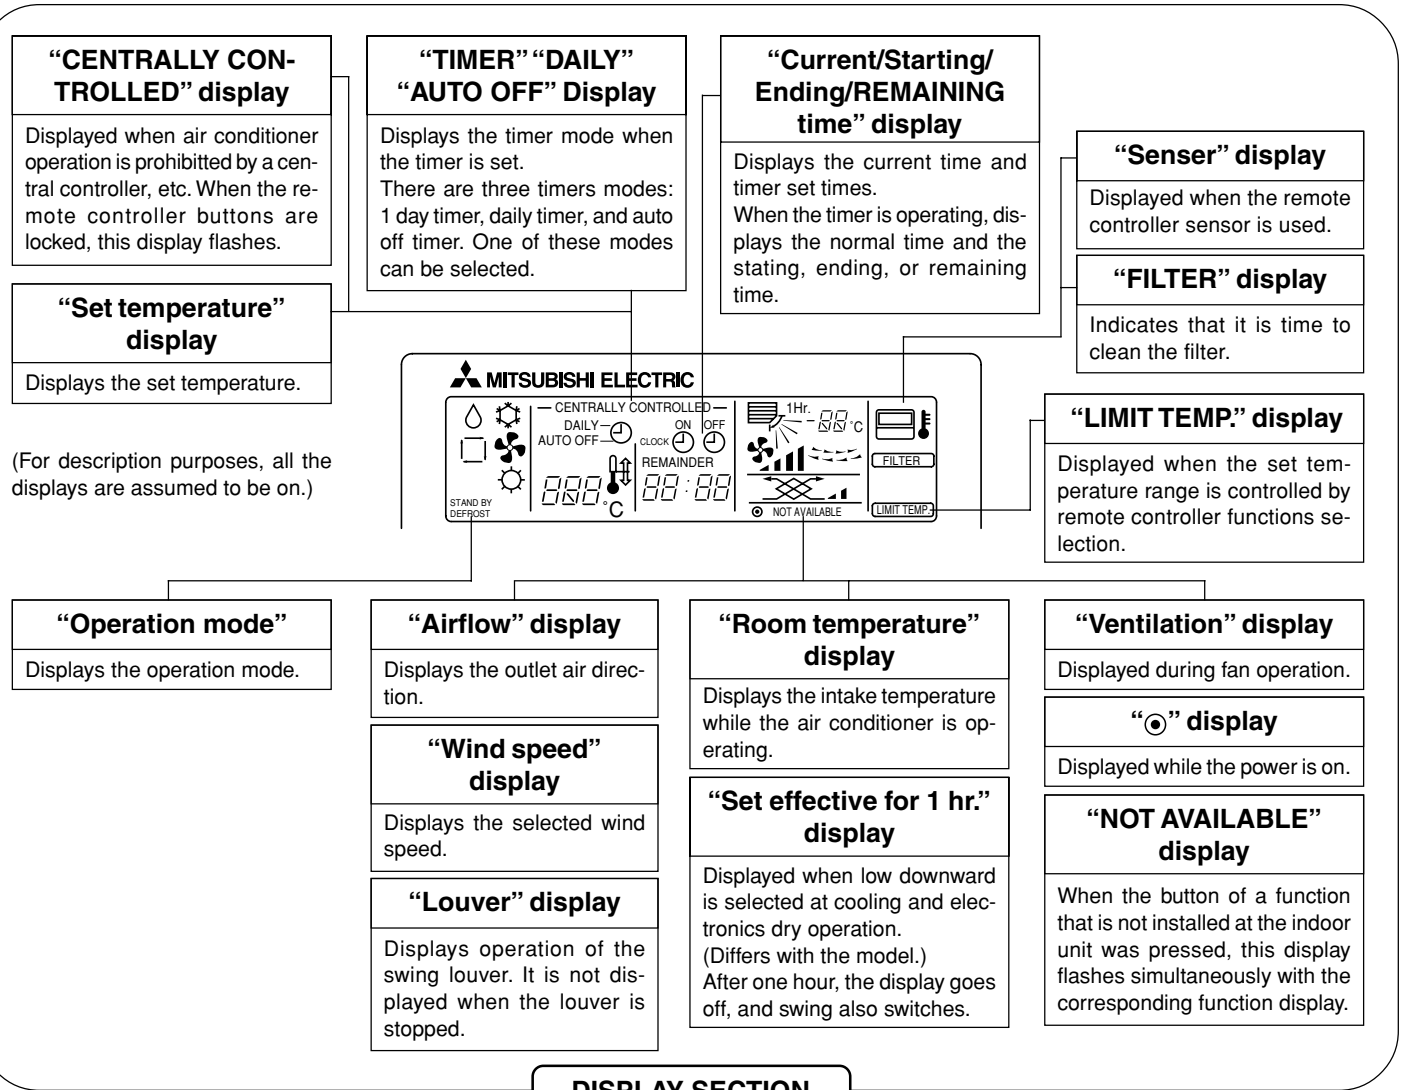 “CENTRALLY CON-
TROLLED” display
Displayed when air conditioner
operation is prohibitted by a cen-
tral controller, etc. When the re-
mote controller buttons are
locked, this display flashes.
“Set temperature”
display
Displays the set temperature.
(For description purposes, all the
displays are assumed to be on.)
“TIMER” “DAILY”
“AUTO OFF” Display
Displays the timer mode when
the timer is set.
There are three timers modes:
1 day timer, daily timer, and auto
off timer. One of these modes
can be selected.
“Current/Starting/
Ending/REMAINING
time” display
Displays the current time and
timer set times.
When the timer is operating, dis-
plays the normal time and the
stating, ending, or remaining
time.
“Senser” display
Displayed when the remote
controller sensor is used.
“FILTER” display
Indicates that it is time to
clean the filter.
“LIMIT TEMP.” display
Displayed when the set tem-
perature range is controlled by
remote controller functions se-
lection.
MITSUBISHI ELECTRIC
CENTRALLY CONTROLLED
DAILY
AUTO OFF
ON OFF
CLOCK
REMAINDER
888°C
88:88
STAND BY
DEFROST
1Hr.
-88°C
NOT AVAILABLE
FILTER
LIMIT TEMP.
“Operation mode”
Displays the operation mode.
“Airflow” display
Displays the outlet air direc-
tion.
“Wind speed”
display
Displays the selected wind
speed.
“Louver” display
Displays operation of the
swing louver. It is not dis-
played when the louver is
stopped.
“Room temperature”
display
Displays the intake temperature
while the air conditioner is op-
erating.
“Set effective for 1 hr.”
display
Displayed when low downward
is selected at cooling and elec-
tronics dry operation.
(Differs with the model.)
After one hour, the display goes
off, and swing also switches.
“Ventilation” display
Displayed during fan operation.
“◉” display
Displayed while the power is on.
“NOT AVAILABLE”
display
When the button of a function
that is not installed at the indoor
unit was pressed, this display
flashes simultaneously with the
corresponding function display.
DISPLAY SECTION